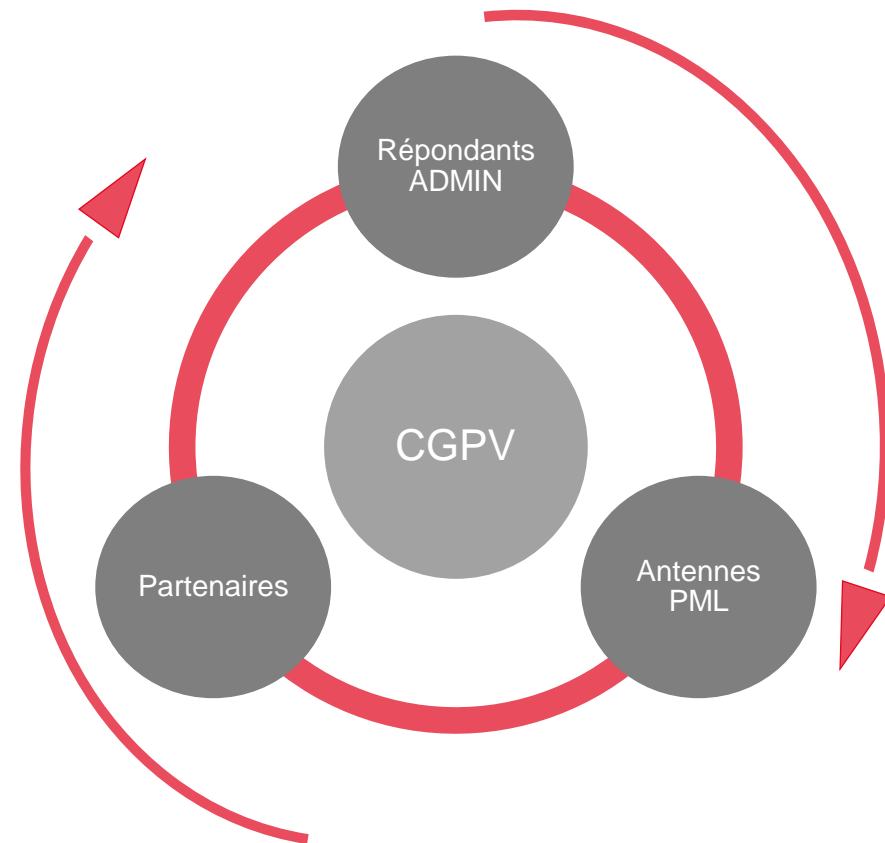 Répondants
ADMIN
CGPV
Partenaires
Antennes
PML